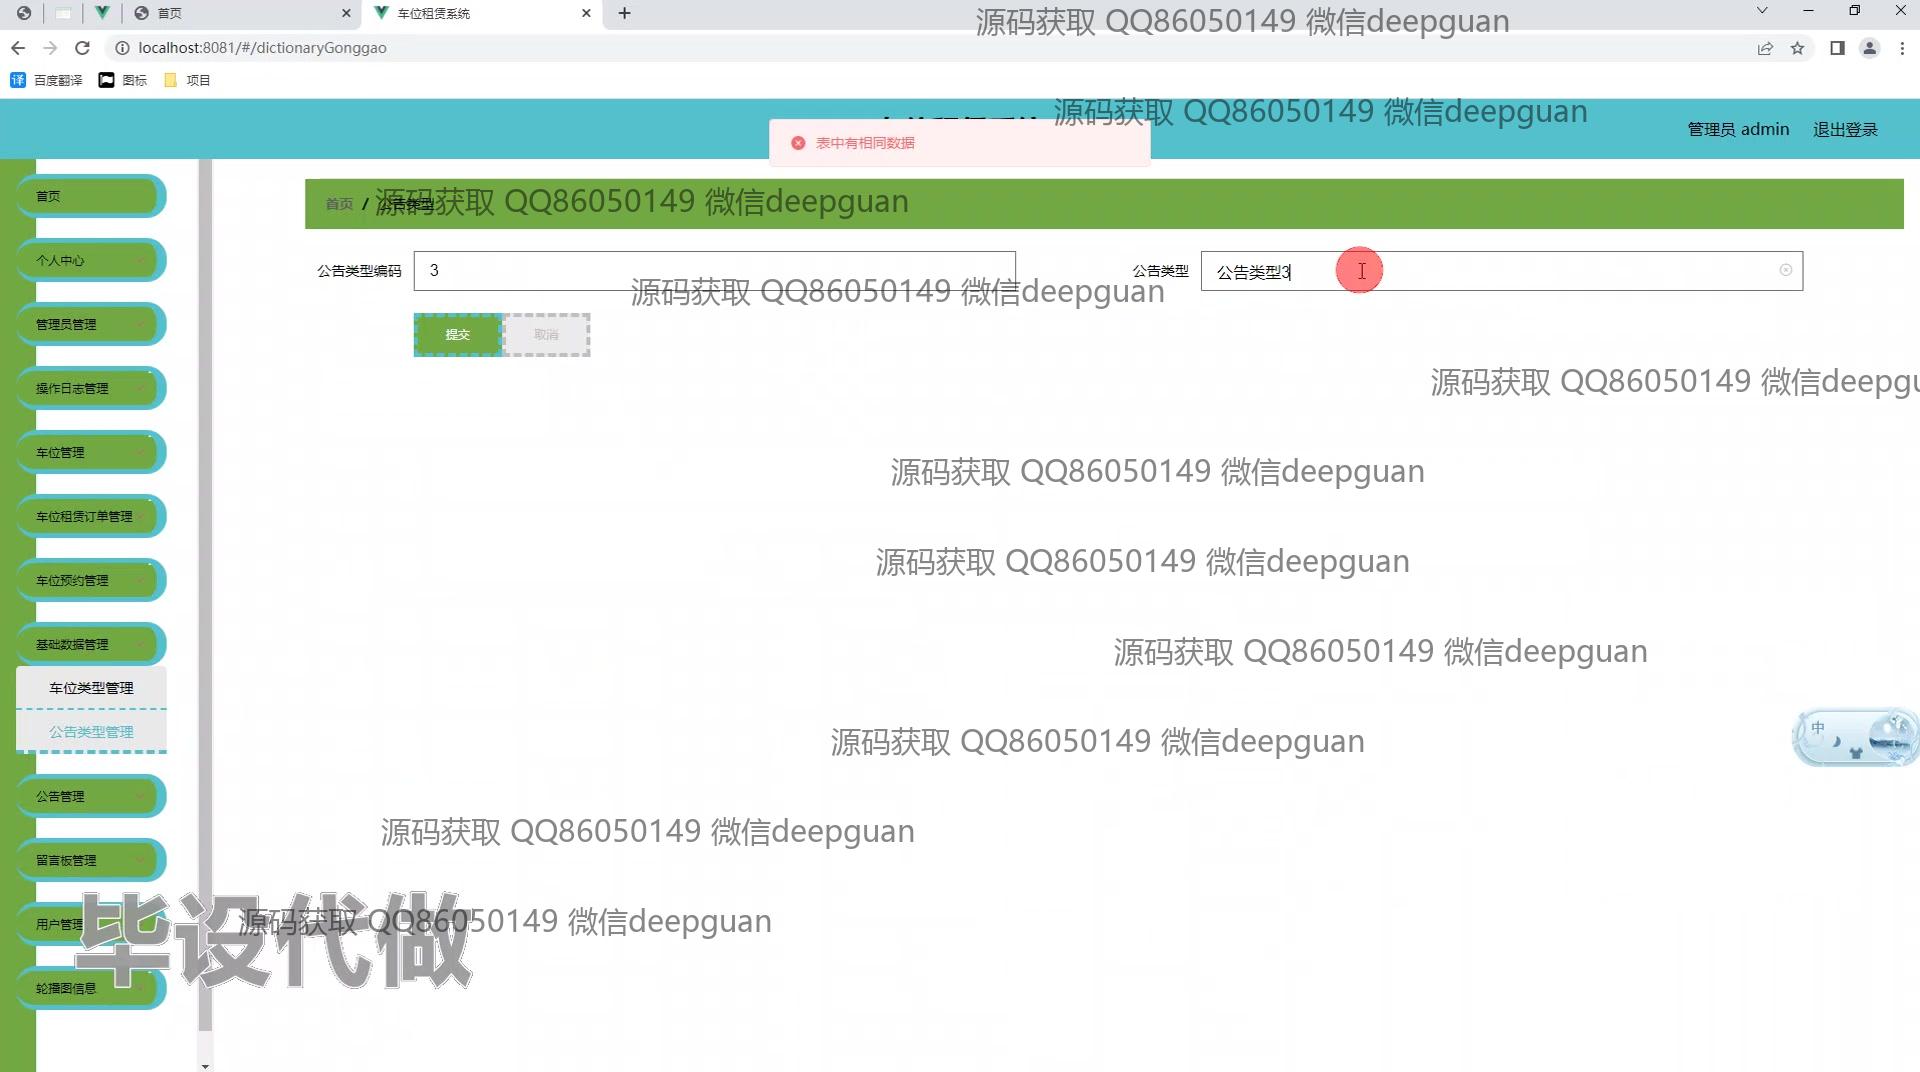 首页
车位租赁系统
源码获取 QQ86050149 微信deepguan
localhost:8081/#/dictionaryGonggao
百度翻译
图标
项目
源码获取 QQ86050149 微信deepguan
表中有相同数据
管理员 admin
退出登录
首页 / 公告类型
源码获取 QQ86050149 微信deepguan
公告类型编码
3
公告类型
公告类型3
源码获取 QQ86050149 微信deepguan
提交
取消
源码获取 QQ86050149 微信deepgu
源码获取 QQ86050149 微信deepguan
源码获取 QQ86050149 微信deepguan
源码获取 QQ86050149 微信deepguan
源码获取 QQ86050149 微信deepguan
源码获取 QQ86050149 微信deepguan
源码获取 QQ86050149 微信deepguan
首页
个人中心
管理员管理
操作日志管理
车位管理
车位租赁订单管理
车位预约管理
基础数据管理
车位类型管理
公告类型管理
公告管理
留言板管理
用户管理
轮播图信息
毕设代做
中